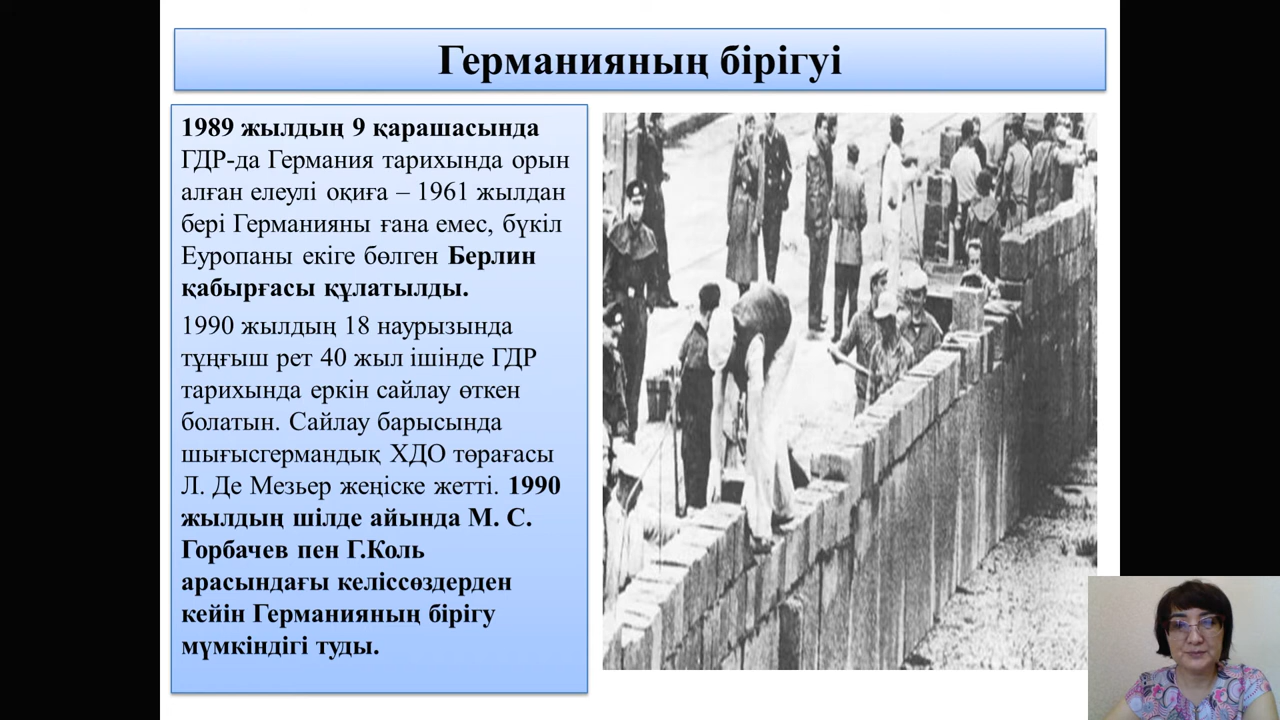 Германияның бірігуі
1989 жылдың 9 қарашасында
ГДР-да Германия тарихында орын
алған елеулі оқиға – 1961 жылдан
бері Германияны ғана емес, бүкіл
Еуропаны екіге бөлген Берлин
қабырғасы құлатылды.
1990 жылдың 18 наурызында
тұңғыш рет 40 жыл ішінде ГДР
тарихында еркін сайлау өткен
болатын. Сайлау барысында
шығысгермандық ХДО төрағасы
Л. Де Мезьер жеңіске жетті. 1990
жылдың шілде айында М. С.
Горбачев пен Г.Коль
арасындағы келіссөздерден
кейін Германияның бірігу
мүмкіндігі туды.